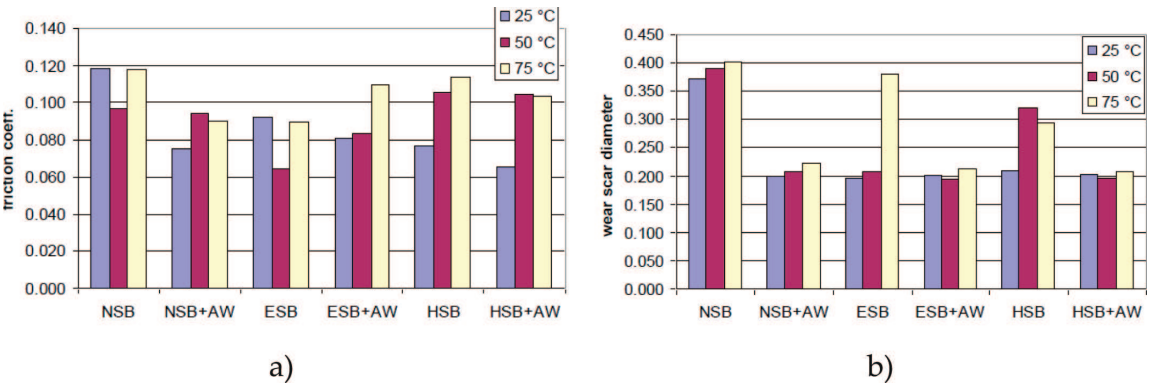 25 °C
50 °C
75 °C
0.140
0.120
0.100
0.080
0.060
0.040
0.020
0.000
friction coeff.
NSB NSB+AW ESB ESB+AW HSB HSB+AW
a)
0.450
0.400
0.350
0.300
0.250
0.200
0.150
0.100
0.050
0.000
wear scar diameter
25 °C
50 °C
75 °C
NSB NSB+AW ESB ESB+AW HSB HSB+AW
b)